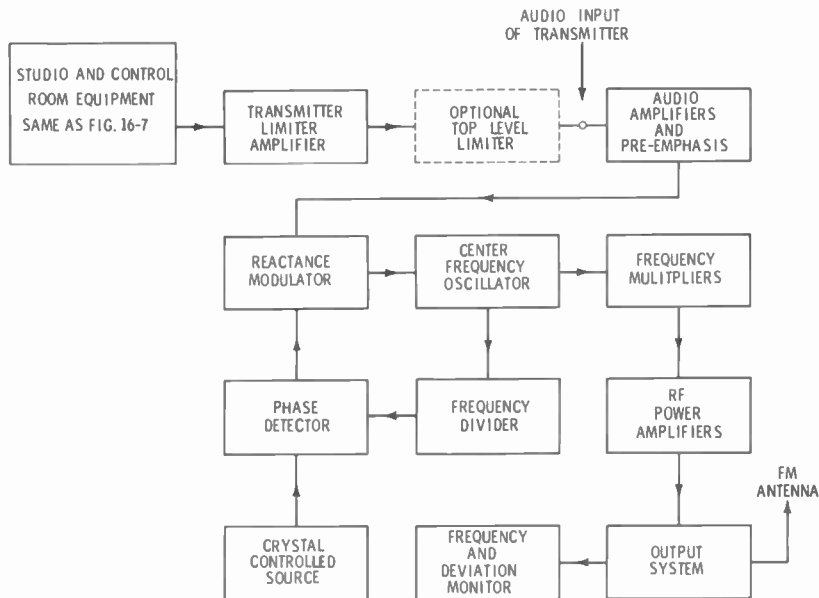 AUDIO INPUT
OF TRANSMITTER
STUDIO AND CONTROL
ROOM EQUIPMENT
SAME AS FIG. 16-7
TRANSMITTER
LIMITER
AMPLIFIER
OPTIONAL
TOP LEVEL
LIMITER
AUDIO
AMPLIFIERS
AND
PRE-EMPHASIS
REACTANCE
MODULATOR
CENTER
FREQUENCY
OSCILLATOR
FREQUENCY
MULITPLIERS
PHASE
DETECTOR
FREQUENCY
DIVIDER
RF
POWER
AMPLIFIERS
FM
ANTENNA
CRYSTAL
CONTROLLED
SOURCE
FREQUENCY
AND
DEVIATION
MONITOR
OUTPUT
SYSTEM